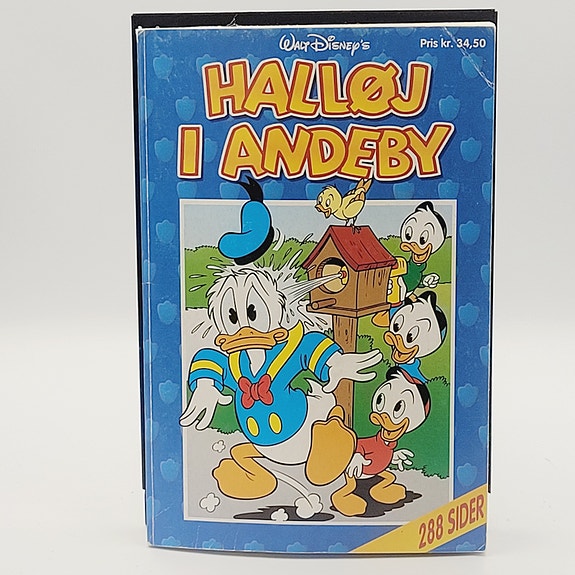 Walt Disney's
Pris kr. 34,50
HALLØJ
I ANDEBY
288 SIDER